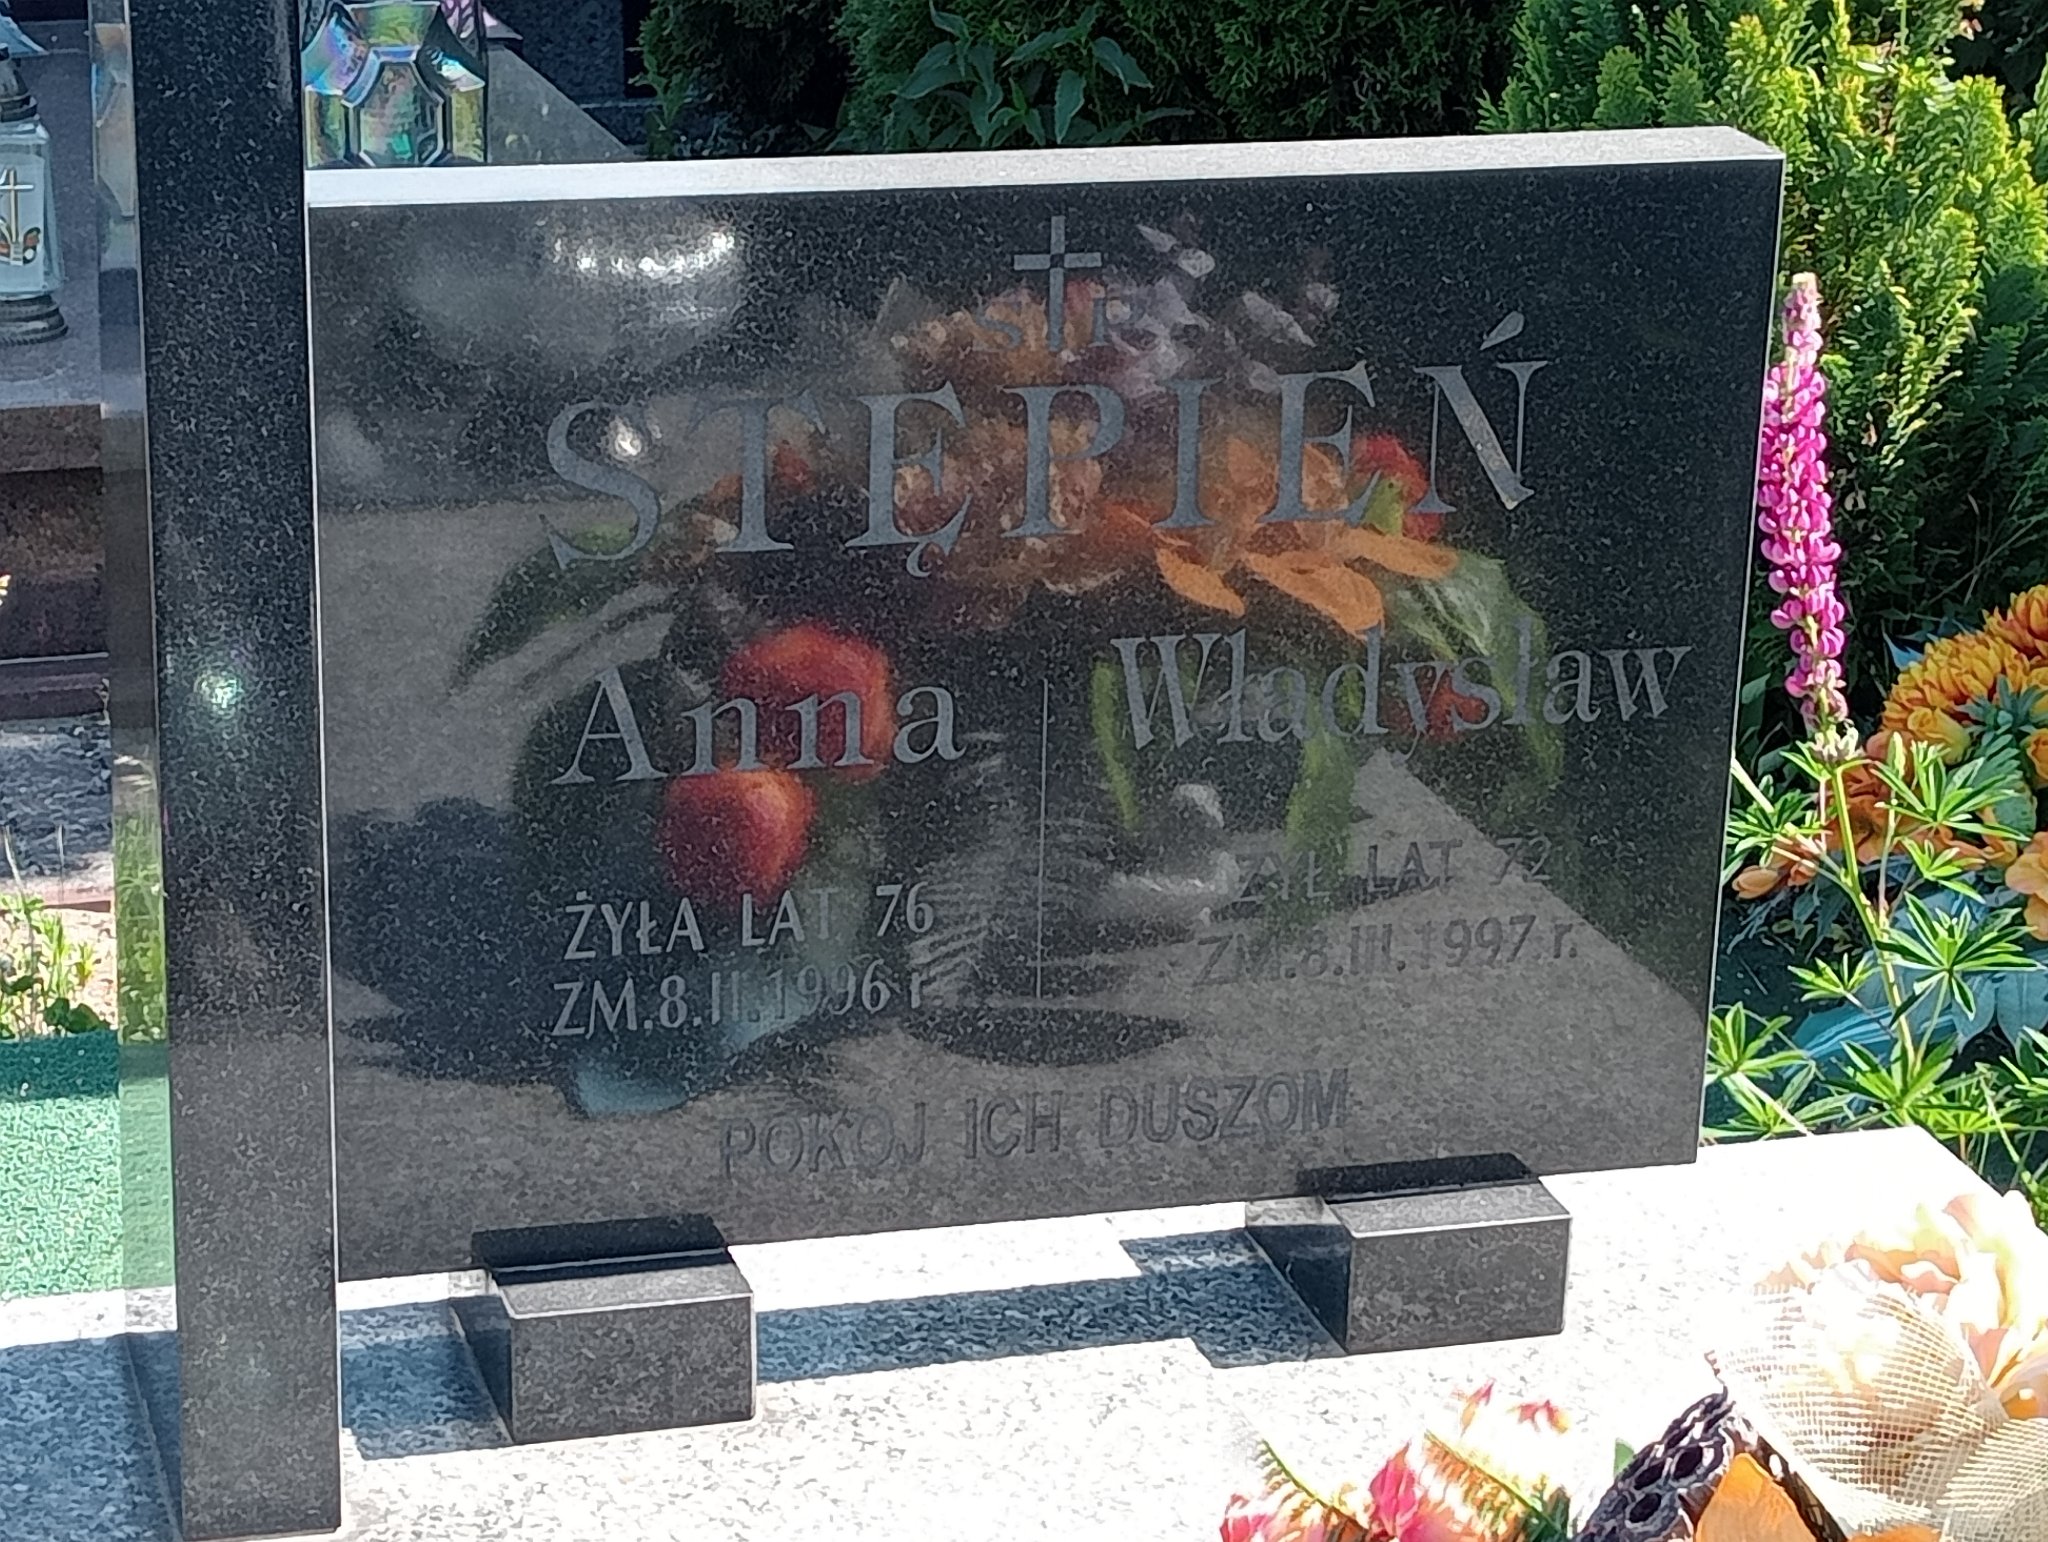 Ś P
STĘPIEŃ
Anna
ŻYŁA LAT 76
ZM.8.II.1996 r.
Władysław
ŻYŁ LAT 72
ZM.8.III.1997.r.
POKÓJ ICH DUSZOM